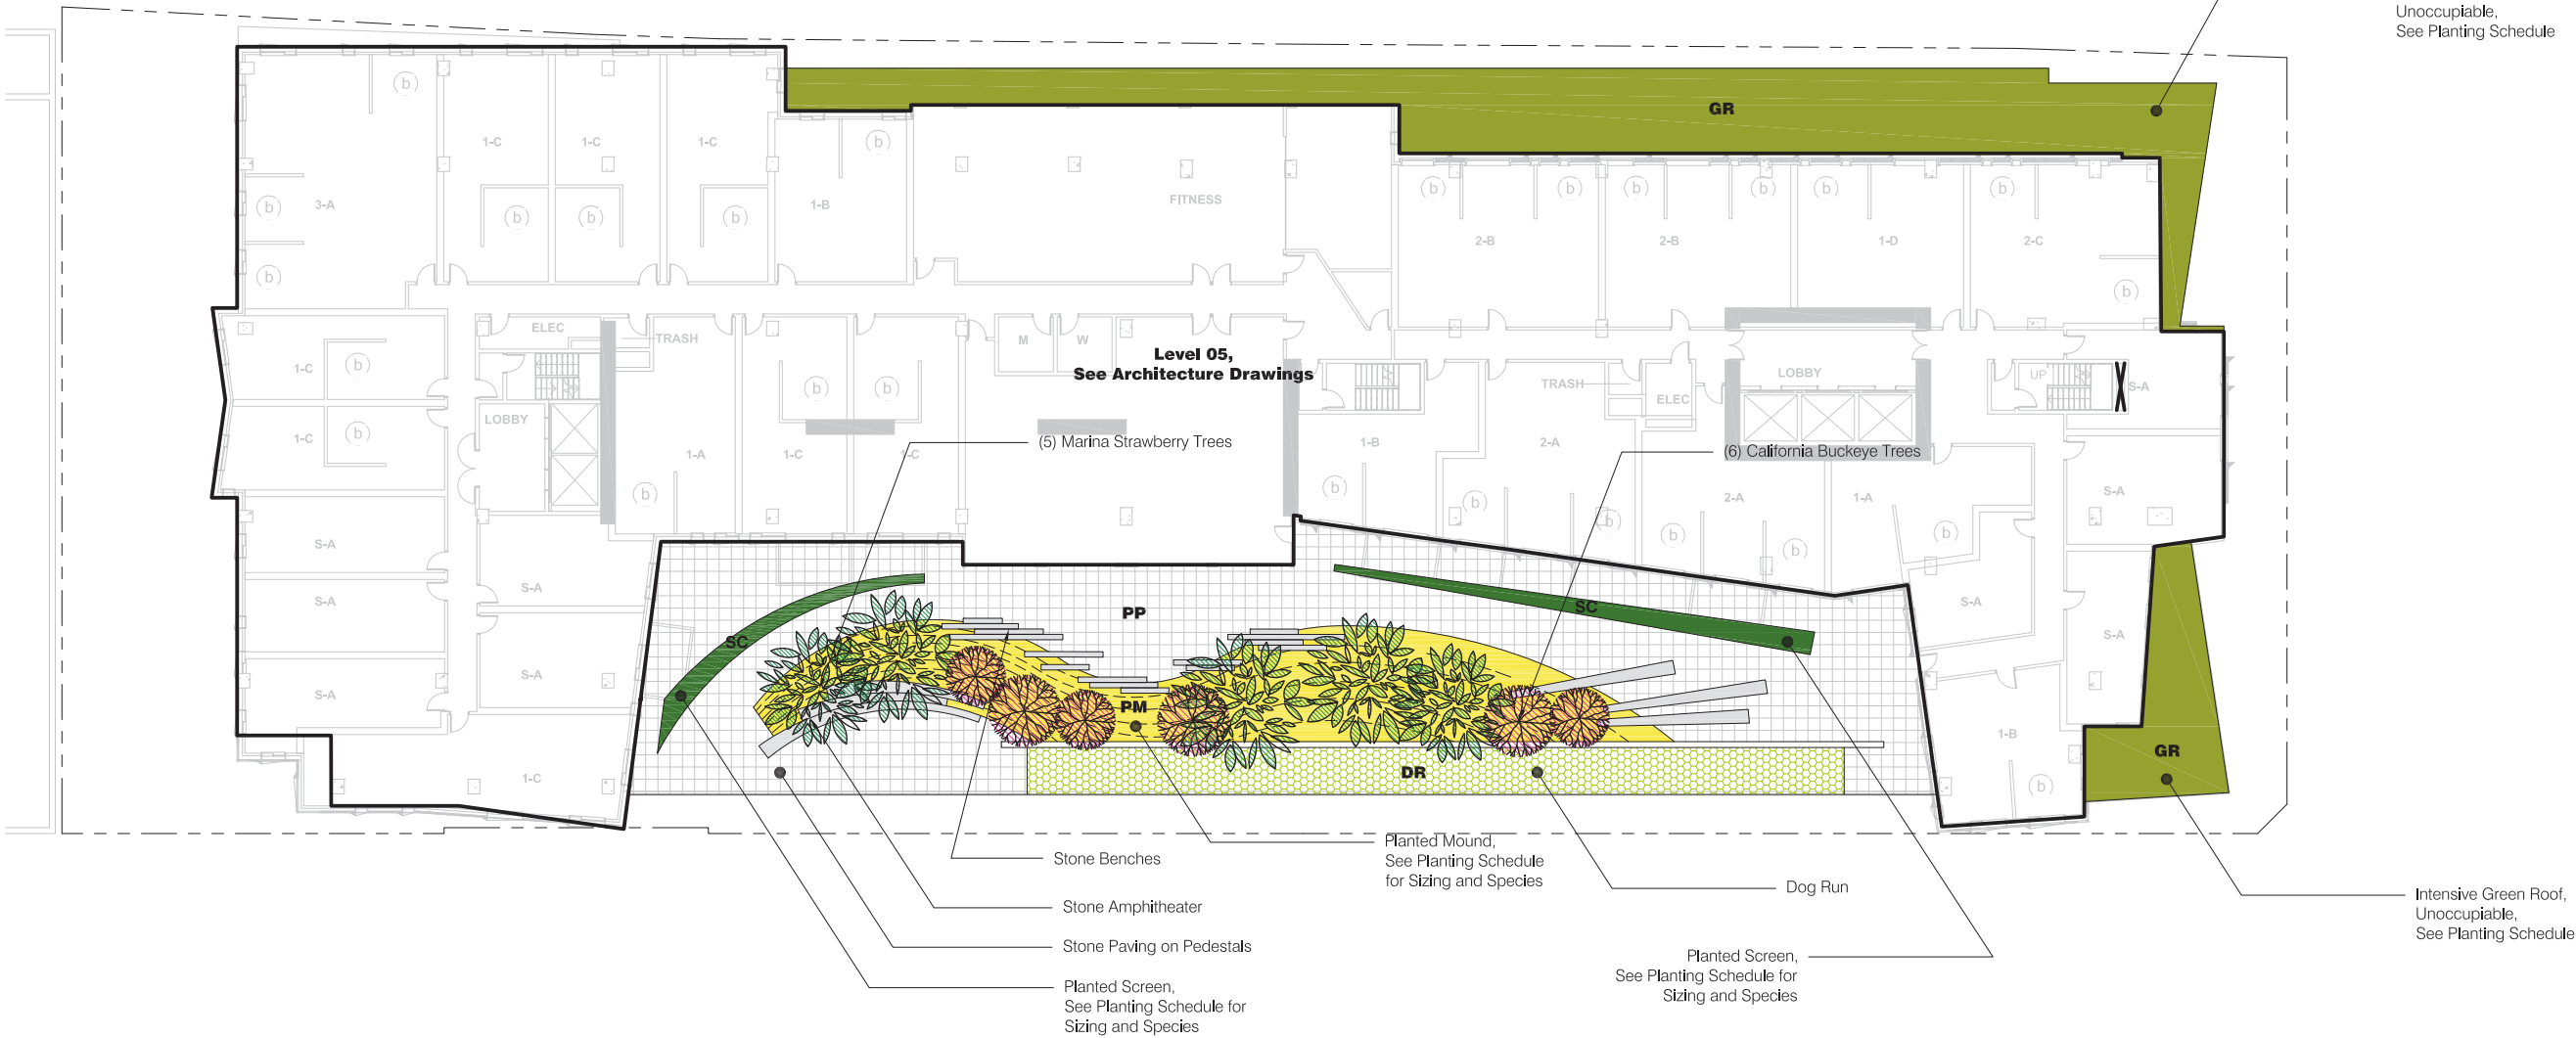 Unoccupiable,
See Planting Schedule
GR
b
1-C
1-C
1-C
b
b
b
b
b
b
b
b
b
3-A
b
b
b
b
1-B
FITNESS
2-B
2-B
1-D
2-C
b
b
ELEC
TRASH
M
W
Level 05,
See Architecture Drawings
1-C
b
b
b
TRASH
ELEC
LOBBY
UP
S-A
LOBBY
1-C
b
1-A
1-C
1-C
(5) Marina Strawberry Trees
1-B
2-A
(6) California Buckeye Trees
b
b
b
b
b
2-A
1-A
b
b
S-A
S-A
S-A
S-A
S-A
S-A
S-A
S-A
PP
SC
SC
PM
1-B
GR
1-C
DR
b
Planted Mound,
See Planting Schedule
for Sizing and Species
Stone Benches
Dog Run
Stone Amphitheater
Stone Paving on Pedestals
Intensive Green Roof,
Unoccupiable,
See Planting Schedule
Planted Screen,
See Planting Schedule for
Sizing and Species
Planted Screen,
See Planting Schedule for
Sizing and Species